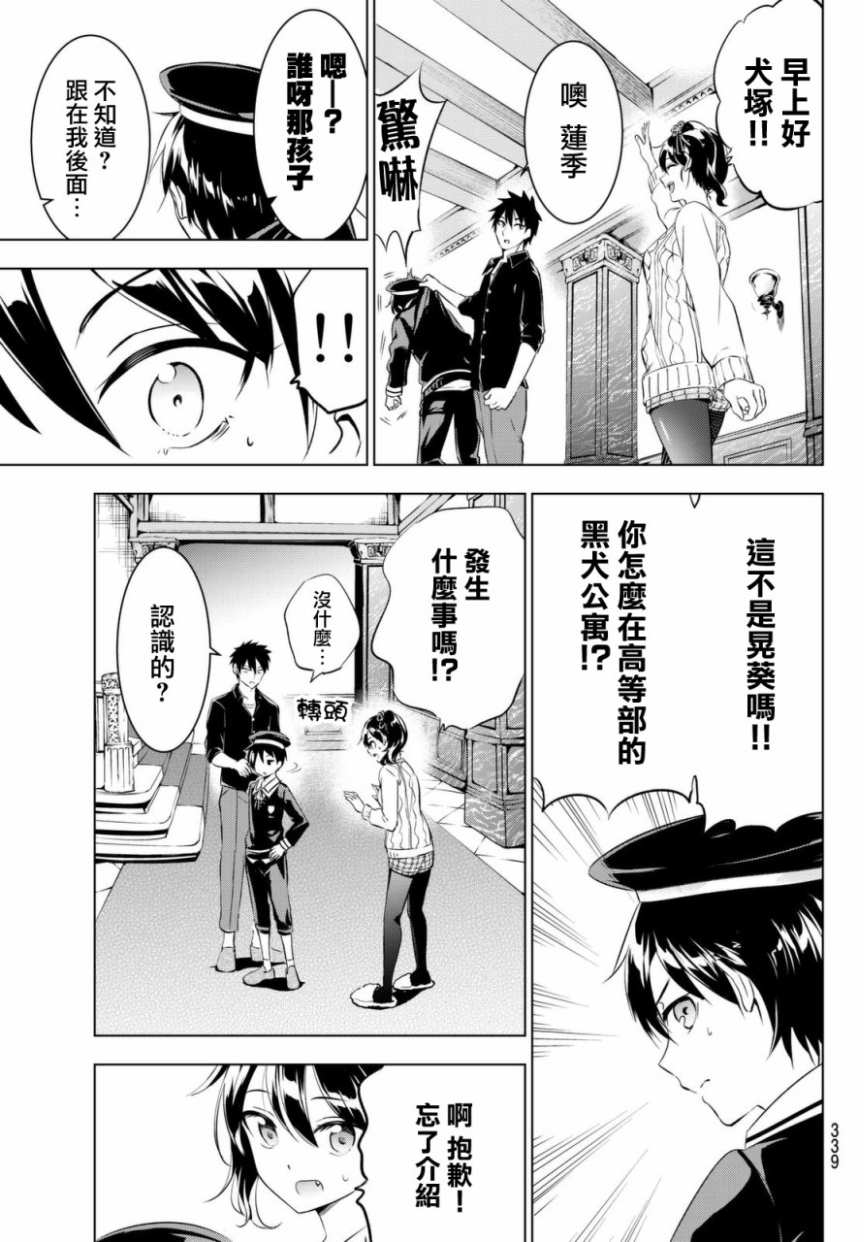 早上好
犬塚!!
噢 蓮季
驚嚇
嗯—?
誰呀那孩子
不知道?
跟在我後面…
!!
這不是晃葵嗎!!
你怎麼在高等部的
黑犬公寓!?
發生
什麼事嗎!?
沒什麼…
轉頭
認識的?
啊 抱歉!
忘了介紹
339